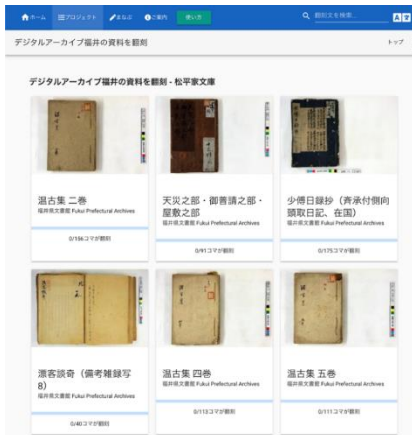 ホーム プロジェクト まなぶ ご案内 使い方 翻刻文を検索...
デジタルアーカイブ福井の資料を翻刻 トップ
デジタルアーカイブ福井の資料を翻刻 - 松平家文庫
温古集 二巻
福井県文書館 Fukui Prefectural Archives
0/156コマが翻刻
天災之部・御普請之部・
屋敷之部
福井県文書館 Fukui Prefectural Archives
0/91コマが翻刻
少傅日録抄（斉承付側向
頭取日記、在国）
福井県文書館 Fukui Prefectural Archives
0/175コマが翻刻
漂客談奇（備考雑録写
8）
福井県文書館 Fukui Prefectural Archives
0/40コマが翻刻
温古集 四巻
福井県文書館 Fukui Prefectural Archives
0/113コマが翻刻
温古集 五巻
福井県文書館 Fukui Prefectural Archives
0/111コマが翻刻